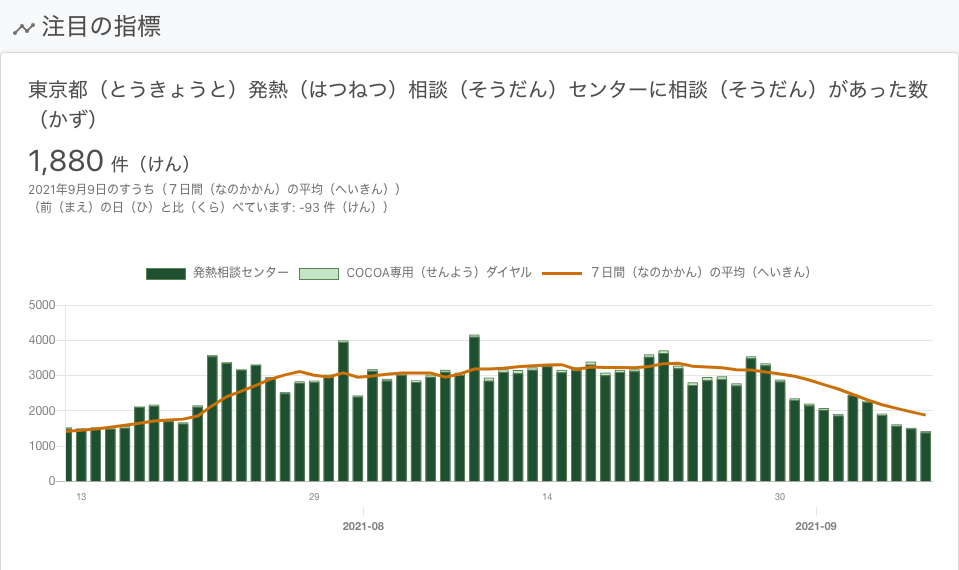 注目の指標
東京都（とうきょうと）発熱（はつねつ）相談（そうだん）センターに相談（そうだん）があった数
（かず）
1,880 件（けん）
2021年9月9日のすうち（７日間（なのかかん）の平均（へいきん））
（前（まえ）の日（ひ）と比（くら）べています: -93 件（けん））
発熱相談センター COCOA専用（せんよう）ダイヤル ７日間（なのかかん）の平均（へいきん）
5000
4000
3000
2000
1000
0
13 29 14 30
2021-08 2021-09